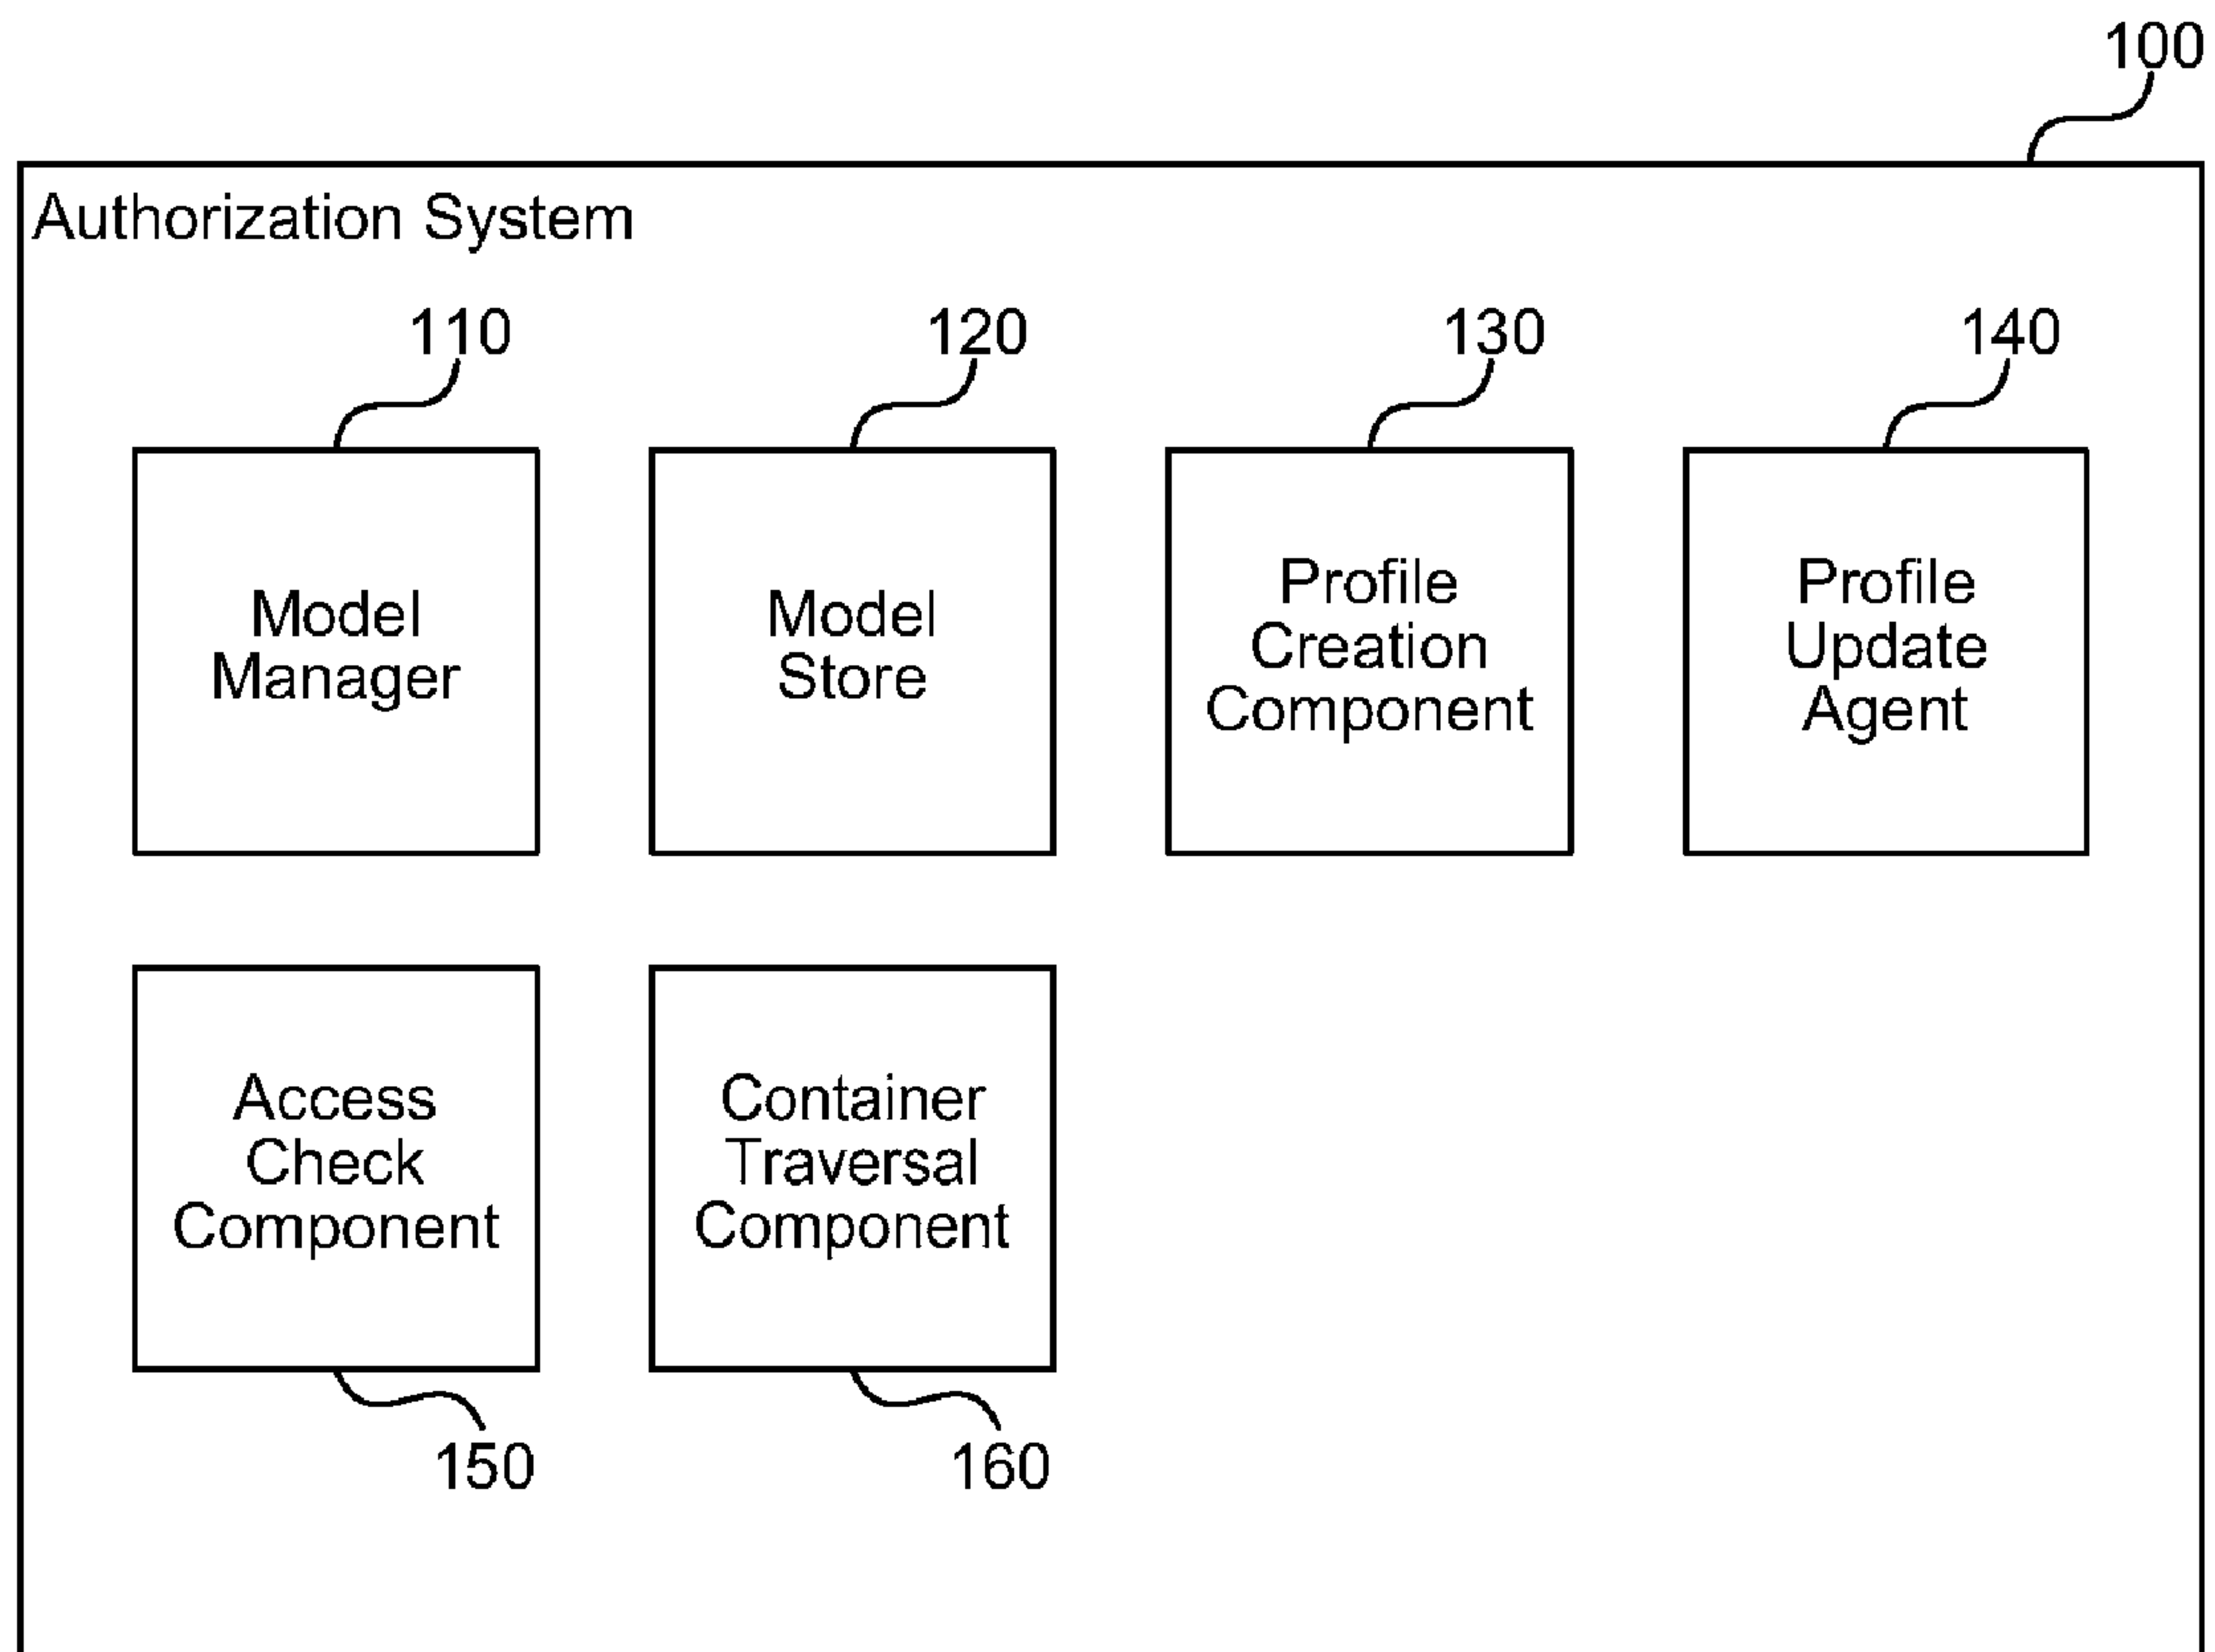 100
Authorization System
110
120
130
140
Model
Manager
Model
Store
Profile
Creation
Component
Profile
Update
Agent
Access
Check
Component
Container
Traversal
Component
150
160